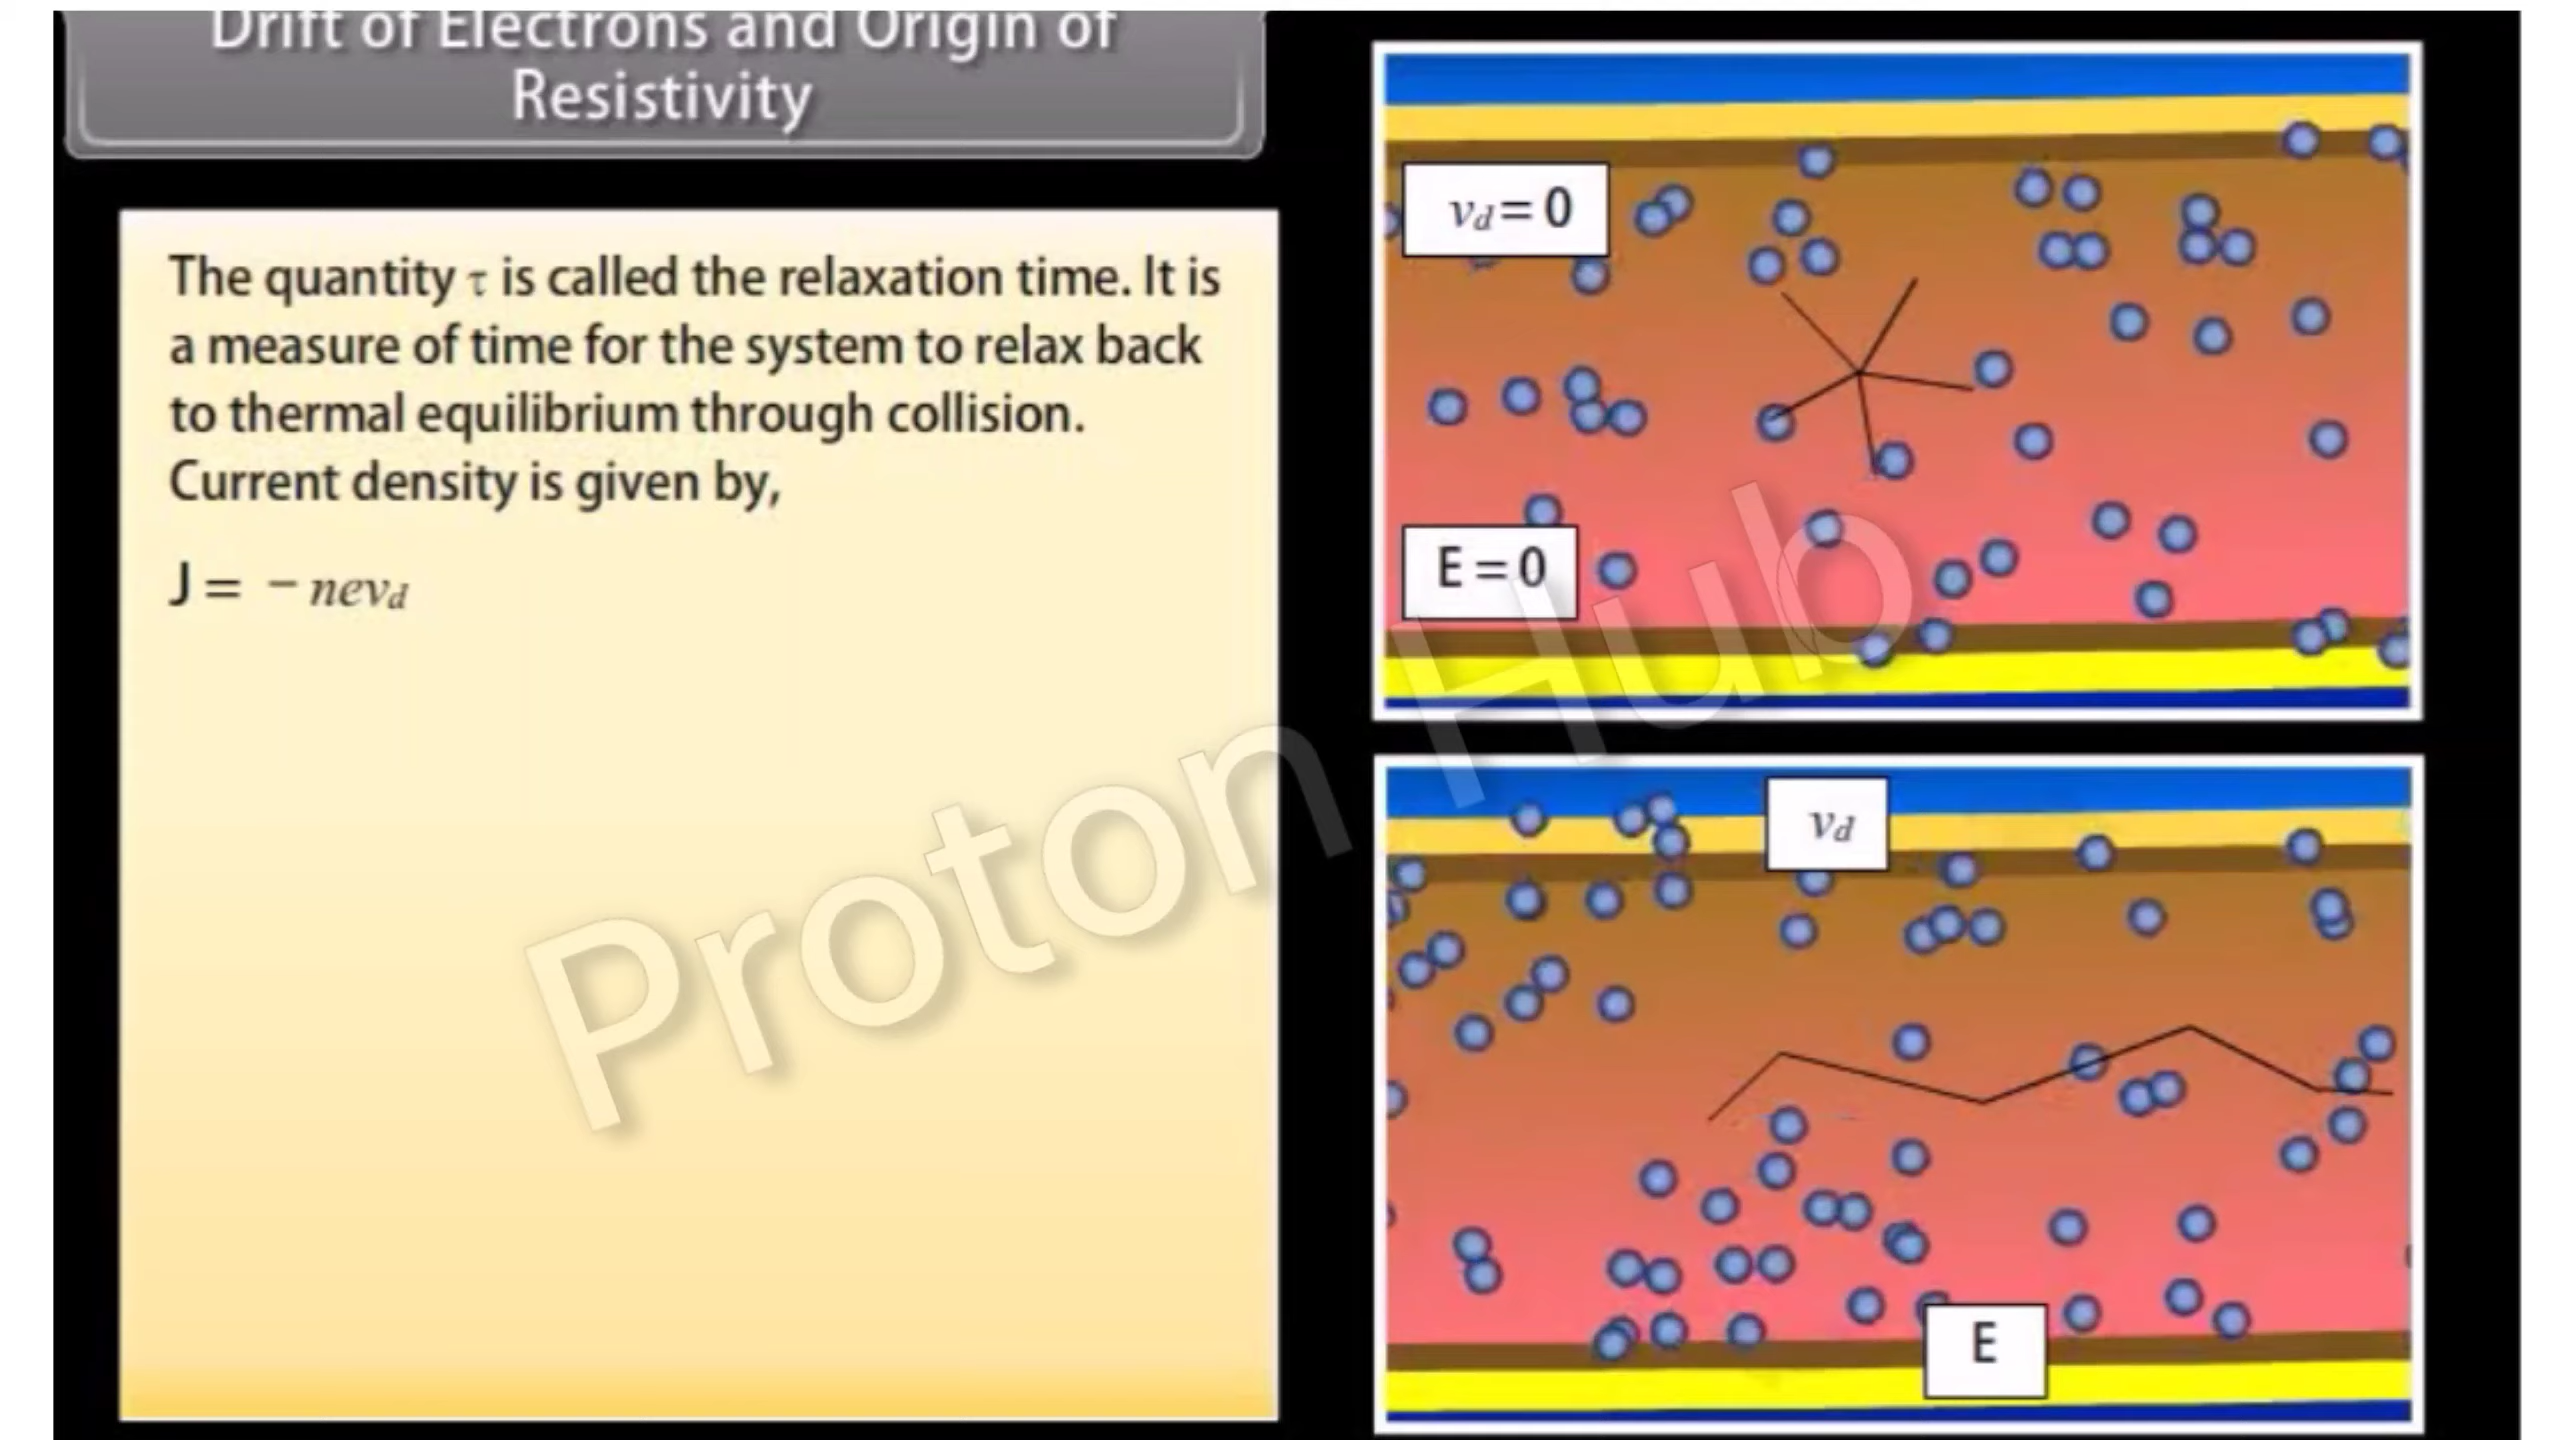 Drift of Electrons and Origin of
Resistivity
The quantity τ is called the relaxation time. It is
a measure of time for the system to relax back
to thermal equilibrium through collision.
Current density is given by,
J = − nev_d
v_d = 0
E = 0
v_d
E
Proton Hub